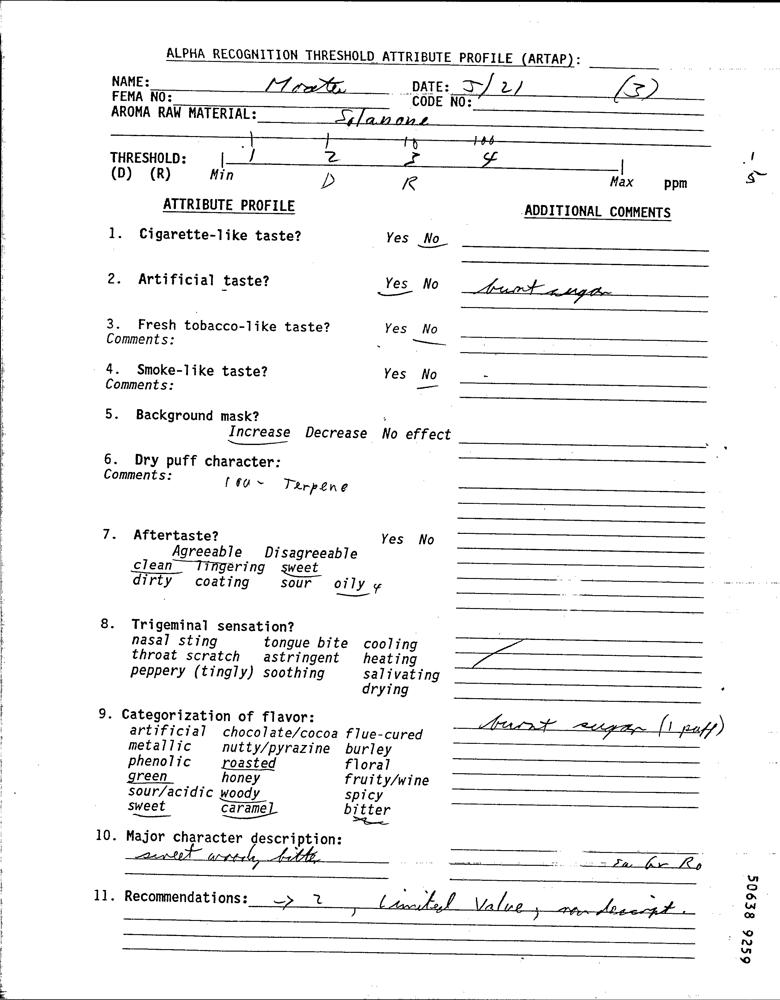 ALPHA RECOGNITION THRESHOLD ATTRIBUTE PROFILE (ARTAP):
NAME: DATE: 5/21 (3)
FEMA NO: CODE NO:
AROMA RAW MATERIAL: Solanone
10 100
THRESHOLD: 1 2 3 4 .1
(D) (R) Min D R Max ppm 5
ATTRIBUTE PROFILE ADDITIONAL COMMENTS
1. Cigarette-like taste? Yes No
2. Artificial taste? Yes No burnt sugar
3. Fresh tobacco-like taste? Yes No
Comments:
4. Smoke-like taste? Yes No
Comments:
5. Background mask?
Increase Decrease No effect
6. Dry puff character:
Comments: 100 - Terpene
7. Aftertaste? Yes No
Agreeable Disagreeable
clean lingering sweet
dirty coating sour oily 4
8. Trigeminal sensation?
nasal sting tongue bite cooling
throat scratch astringent heating
peppery (tingly) soothing salivating
drying
9. Categorization of flavor: burnt sugar (1 puff)
artificial chocolate/cocoa flue-cured
metallic nutty/pyrazine burley
phenolic roasted floral
green honey fruity/wine
sour/acidic woody spicy
sweet caramel bitter
10. Major character description:
sweet woody bitter Ro
11. Recommendations: → 2, Limited Value, nondescript.
50638 9259